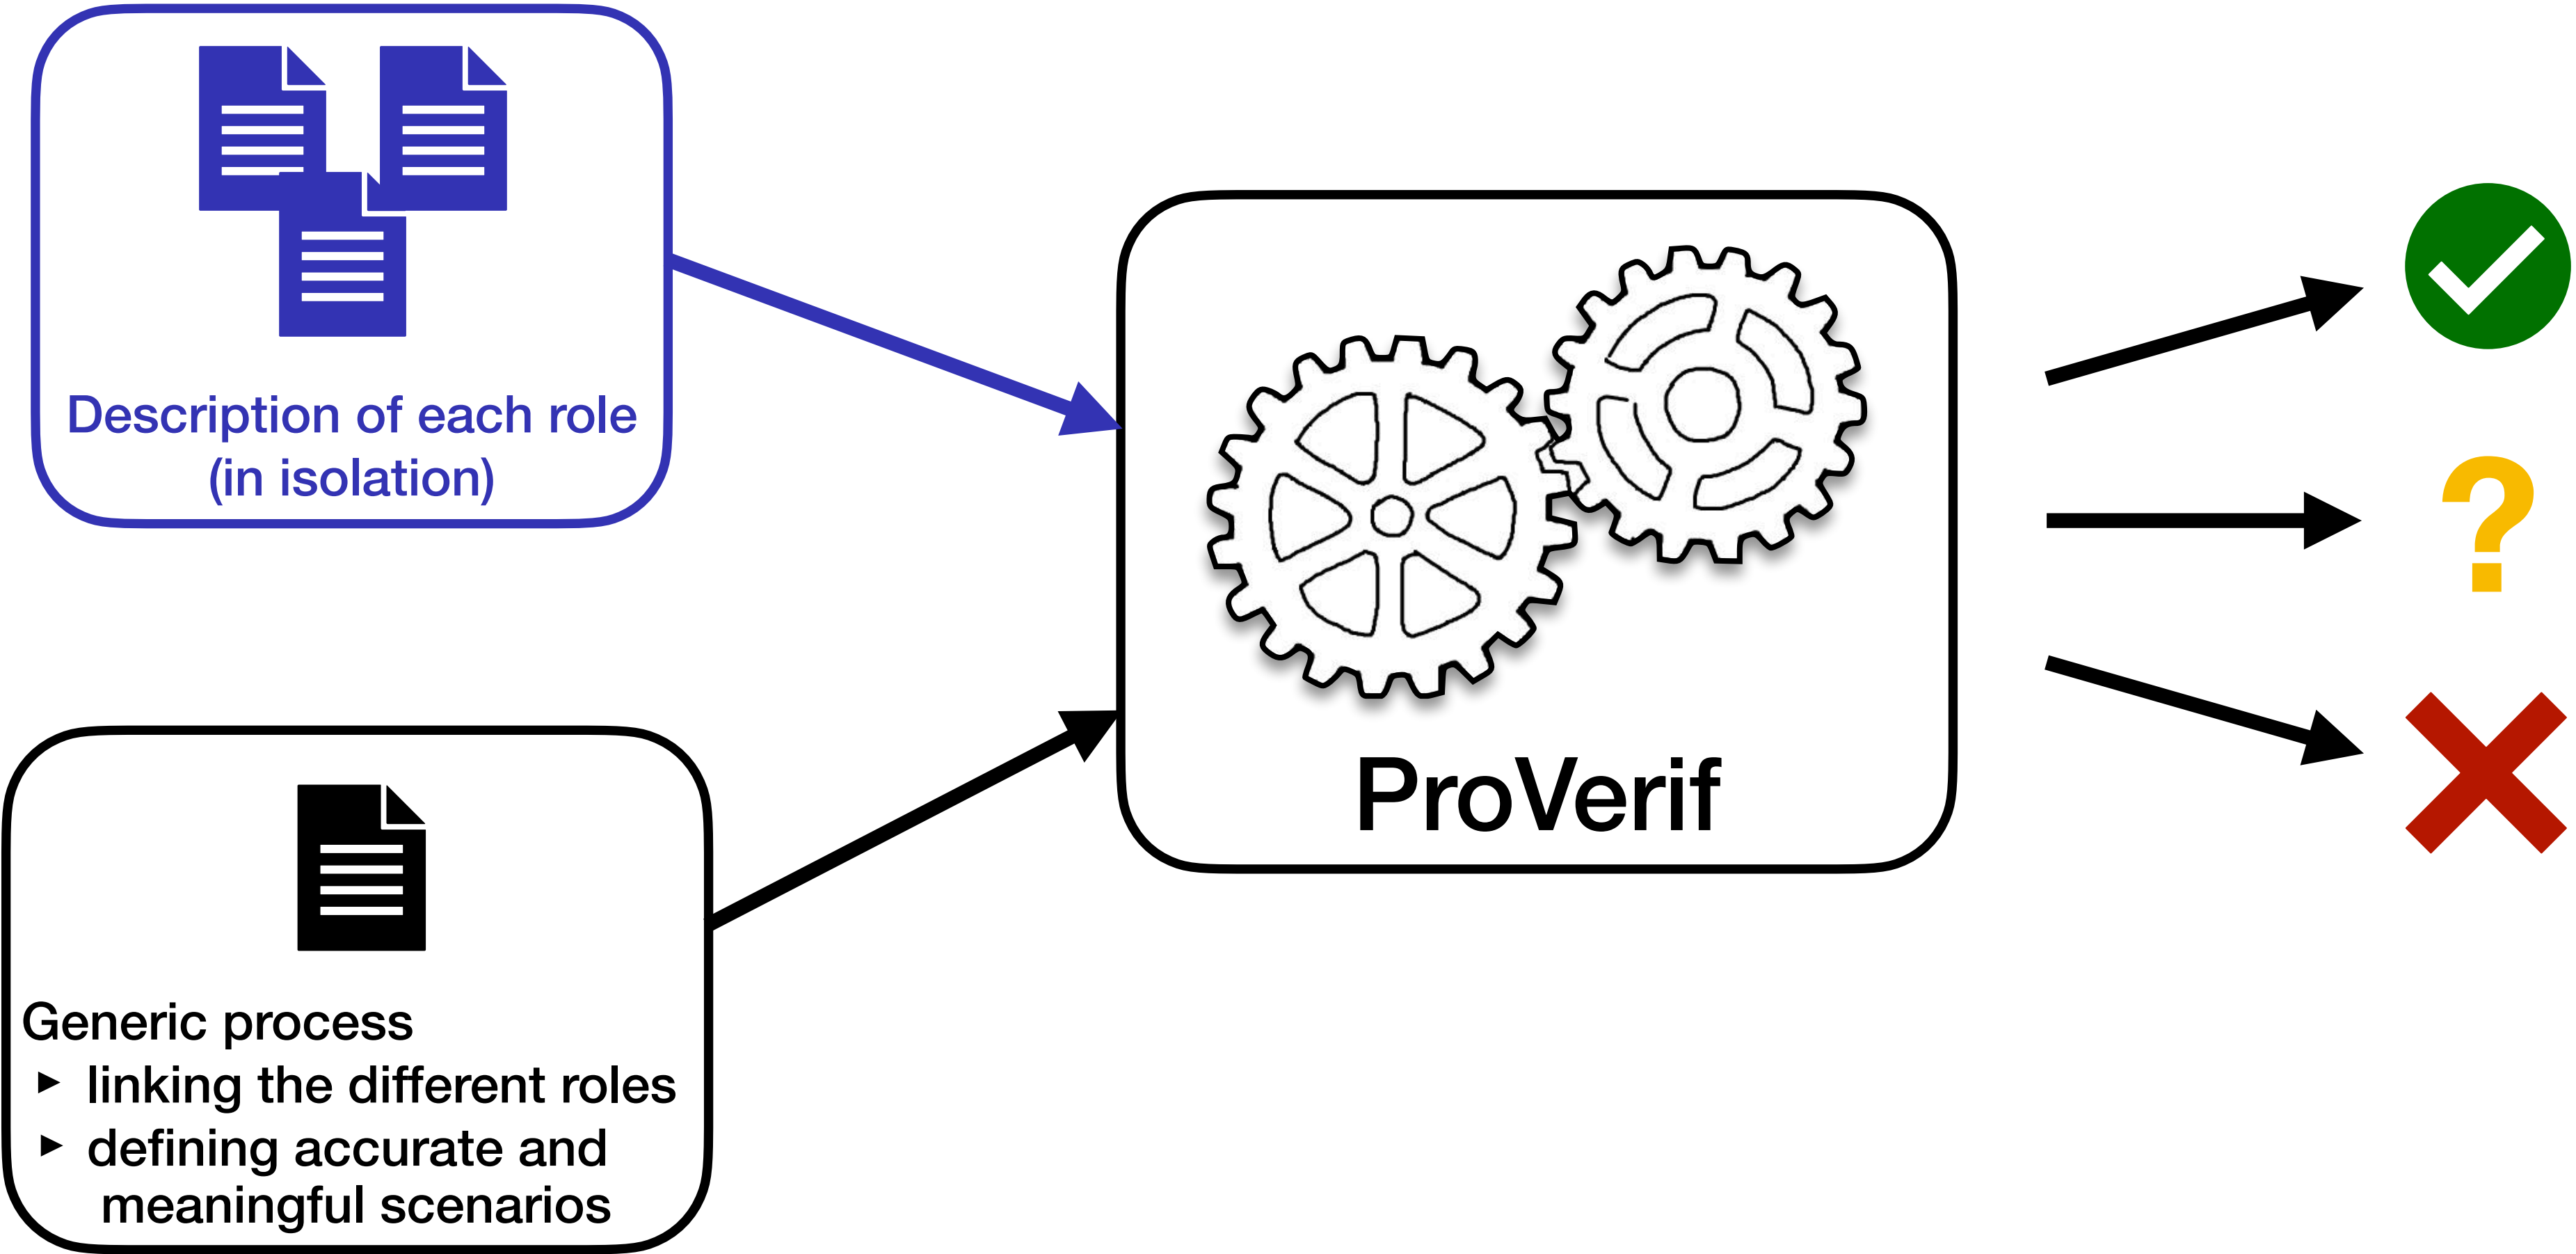 Description of each role
(in isolation)
ProVerif
Generic process
▸ linking the different roles
▸ defining accurate and
meaningful scenarios